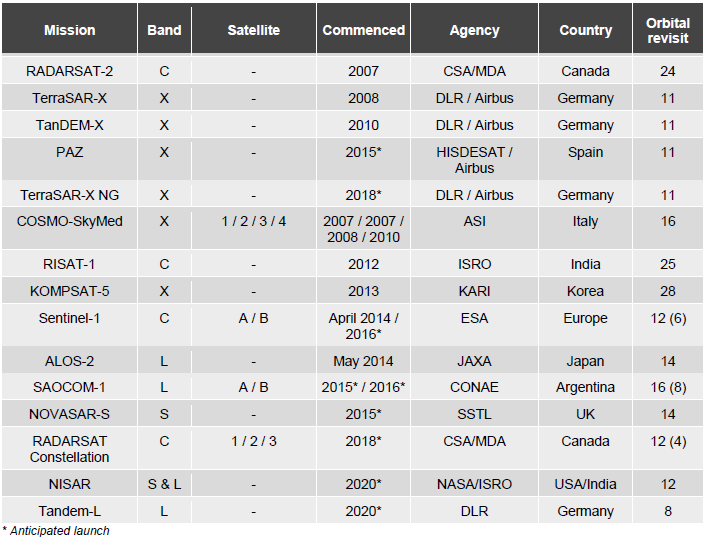 Mission Band Satellite Commenced Agency Country Orbital revisit
RADARSAT-2 C - 2007 CSA/MDA Canada 24
TerraSAR-X X - 2008 DLR / Airbus Germany 11
TanDEM-X X - 2010 DLR / Airbus Germany 11
PAZ X - 2015* HISDESAT / Airbus Spain 11
TerraSAR-X NG X - 2018* DLR / Airbus Germany 11
COSMO-SkyMed X 1 / 2 / 3 / 4 2007 / 2007 / 2008 / 2010 ASI Italy 16
RISAT-1 C - 2012 ISRO India 25
KOMPSAT-5 X - 2013 KARI Korea 28
Sentinel-1 C A / B April 2014 / 2016* ESA Europe 12 (6)
ALOS-2 L - May 2014 JAXA Japan 14
SAOCOM-1 L A / B 2015* / 2016* CONAE Argentina 16 (8)
NOVASAR-S S - 2015* SSTL UK 14
RADARSAT Constellation C 1 / 2 / 3 2018* CSA/MDA Canada 12 (4)
NISAR S & L - 2020* NASA/ISRO USA/India 12
Tandem-L L - 2020* DLR Germany 8
* Anticipated launch